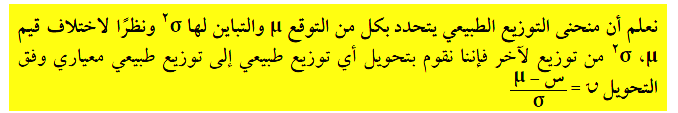 نعلم أن منحنى التوزيع الطبيعي يتحدد بكل من التوقع μ والتباين لها σ² ونظرًا لاختلاف قيم
μ، σ² من توزيع لآخر فإننا نقوم بتحويل أي توزيع طبيعي إلى توزيع طبيعي معياري وفق
التحويل ى = (س – μ) / σ